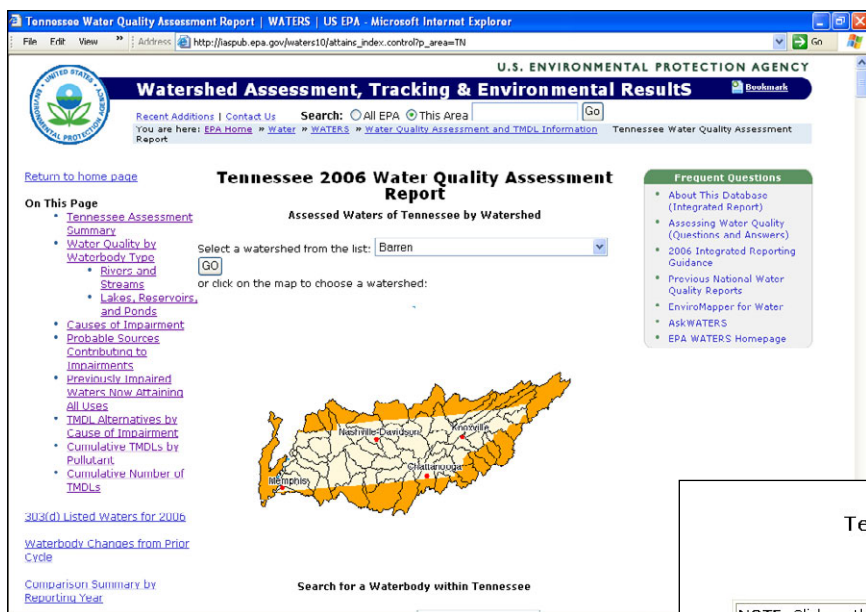 Tennessee Water Quality Assessment Report | WATERS | US EPA - Microsoft Internet Explorer
File Edit View » Address http://iaspub.epa.gov/waters10/attains_index.control?p_area=TN Go
U.S. ENVIRONMENTAL PROTECTION AGENCY
UNITED STATES
ENVIRONMENTAL PROTECTION
Watershed Assessment, Tracking & Environmental ResultS
Bookmark
Recent Additions | Contact Us Search: All EPA This Area Go
You are here: EPA Home » Water » WATERS » Water Quality Assessment and TMDL Information Tennessee Water Quality Assessment
Report
Return to home page
On This Page
Tennessee Assessment
Summary
Water Quality by
Waterbody Type
Rivers and
Streams
Lakes, Reservoirs,
and Ponds
Causes of Impairment
Probable Sources
Contributing to
Impairments
Previously Impaired
Waters Now Attaining
All Uses
TMDL Alternatives by
Cause of Impairment
Cumulative TMDLs by
Pollutant
Cumulative Number of
TMDLs
303(d) Listed Waters for 2006
Waterbody Changes from Prior
Cycle
Comparison Summary by
Reporting Year
Tennessee 2006 Water Quality Assessment
Report
Assessed Waters of Tennessee by Watershed
Select a watershed from the list: Barren
GO
or click on the map to choose a watershed:
Nashville-Davidson
Knoxville
Chattanooga
Memphis
Search for a Waterbody within Tennessee
Frequent Questions
About This Database
(Integrated Report)
Assessing Water Quality
(Questions and Answers)
2006 Integrated Reporting
Guidance
Previous National Water
Quality Reports
EnviroMapper for Water
AskWATERS
EPA WATERS Homepage
Te